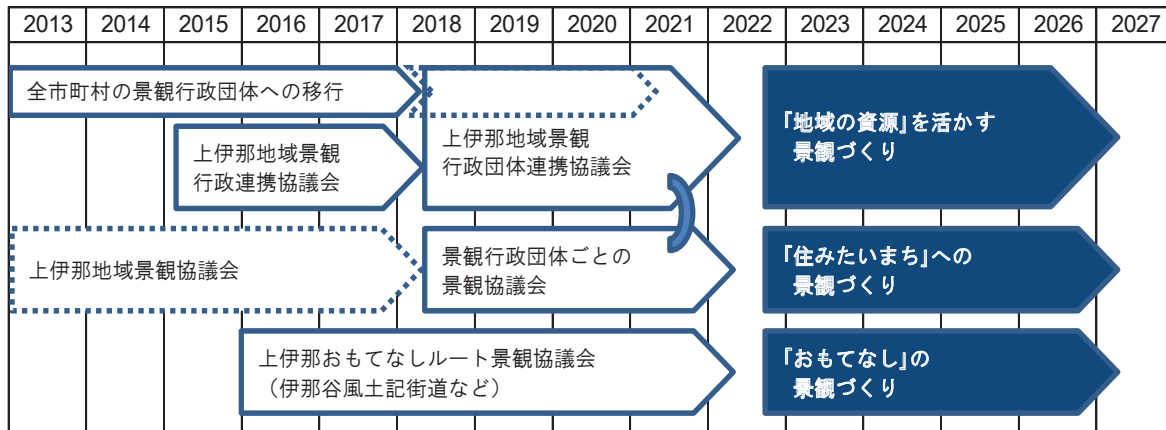 2013 2014 2015 2016 2017 2018 2019 2020 2021 2022 2023 2024 2025 2026 2027
全市町村の景観行政団体への移行
上伊那地域景観
行政連携協議会
上伊那地域景観
行政団体連携協議会
『地域の資源』を活かす
景観づくり
上伊那地域景観協議会
景観行政団体ごとの
景観協議会
『住みたいまち』への
景観づくり
上伊那おもてなしルート景観協議会
（伊那谷風土記街道など）
『おもてなし』の
景観づくり